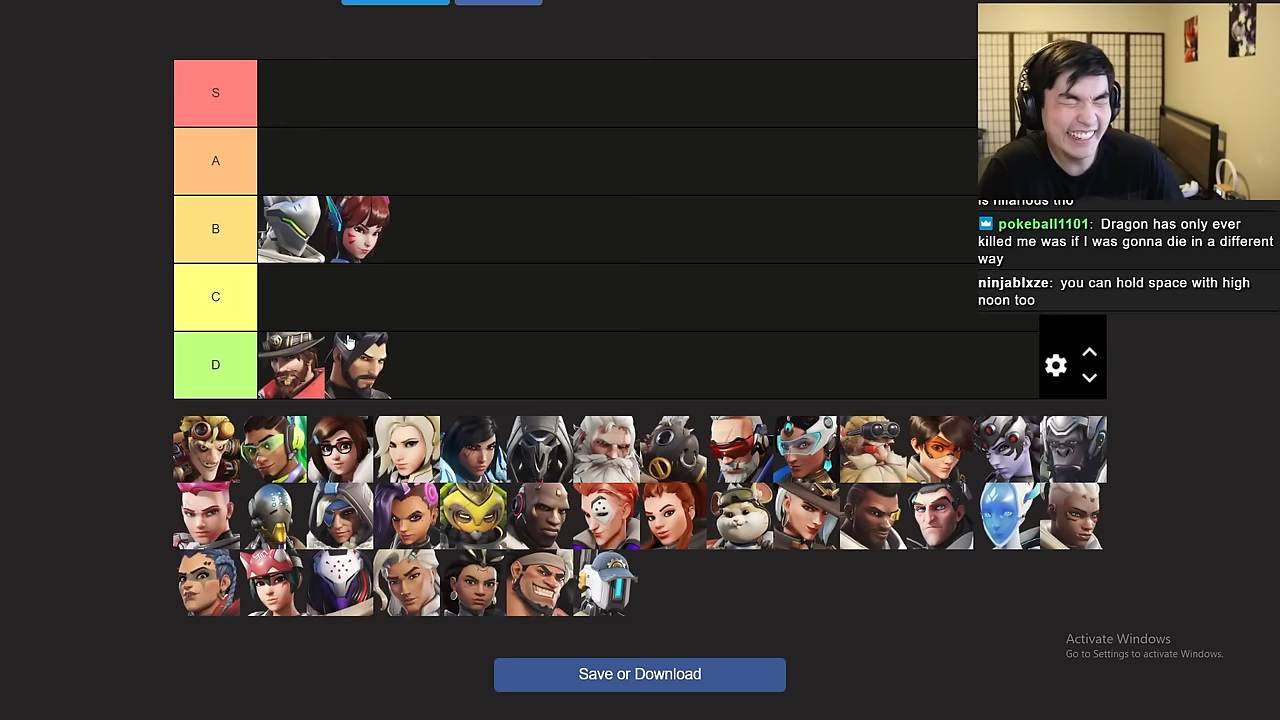 S
A
B
C
D
is hilarious tho
pokeball1101: Dragon has only ever
killed me was if I was gonna die in a different
way
ninjablxze: you can hold space with high
noon too
Save or Download
Activate Windows
Go to Settings to activate Windows.